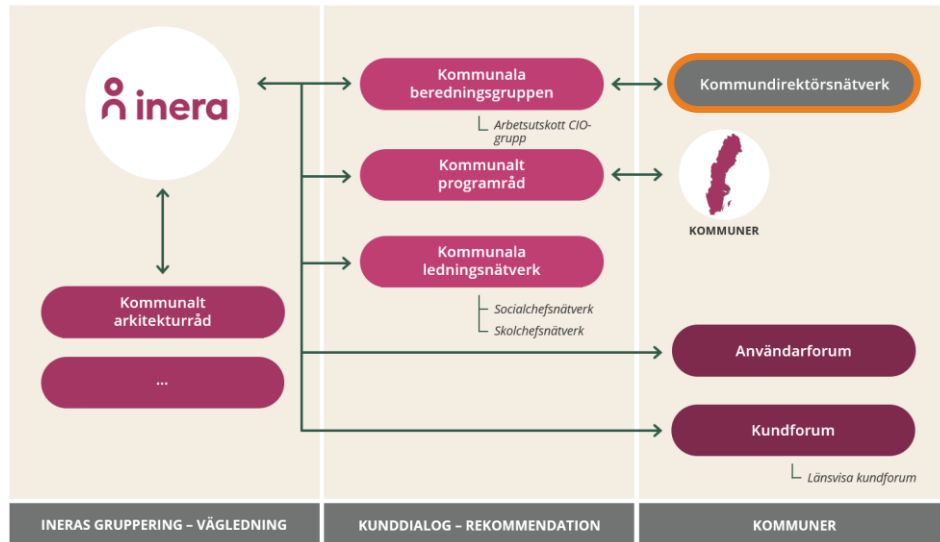 inera
Kommunalt
arkitekturråd
...
Kommunala
beredningsgruppen
Arbetsutskott CIO-
grupp
Kommunalt
programråd
Kommunala
ledningsnätverk
Socialchefsnätverk
Skolchefsnätverk
Kommundirektörsnätverk
KOMMUNER
Användarforum
Kundforum
Länsvisa kundforum
INERAS GRUPPERING – VÄGLEDNING
KUNDDIALOG – REKOMMENDATION
KOMMUNER